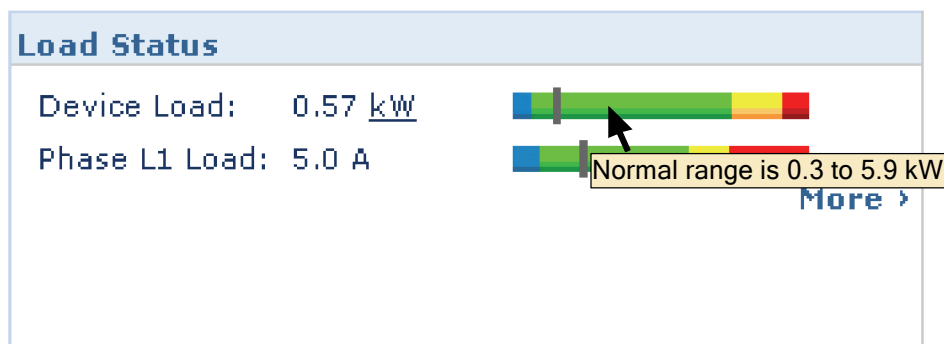 Load Status
Device Load: 0.57 kW
Phase L1 Load: 5.0 A
Normal range is 0.3 to 5.9 kW
More ›